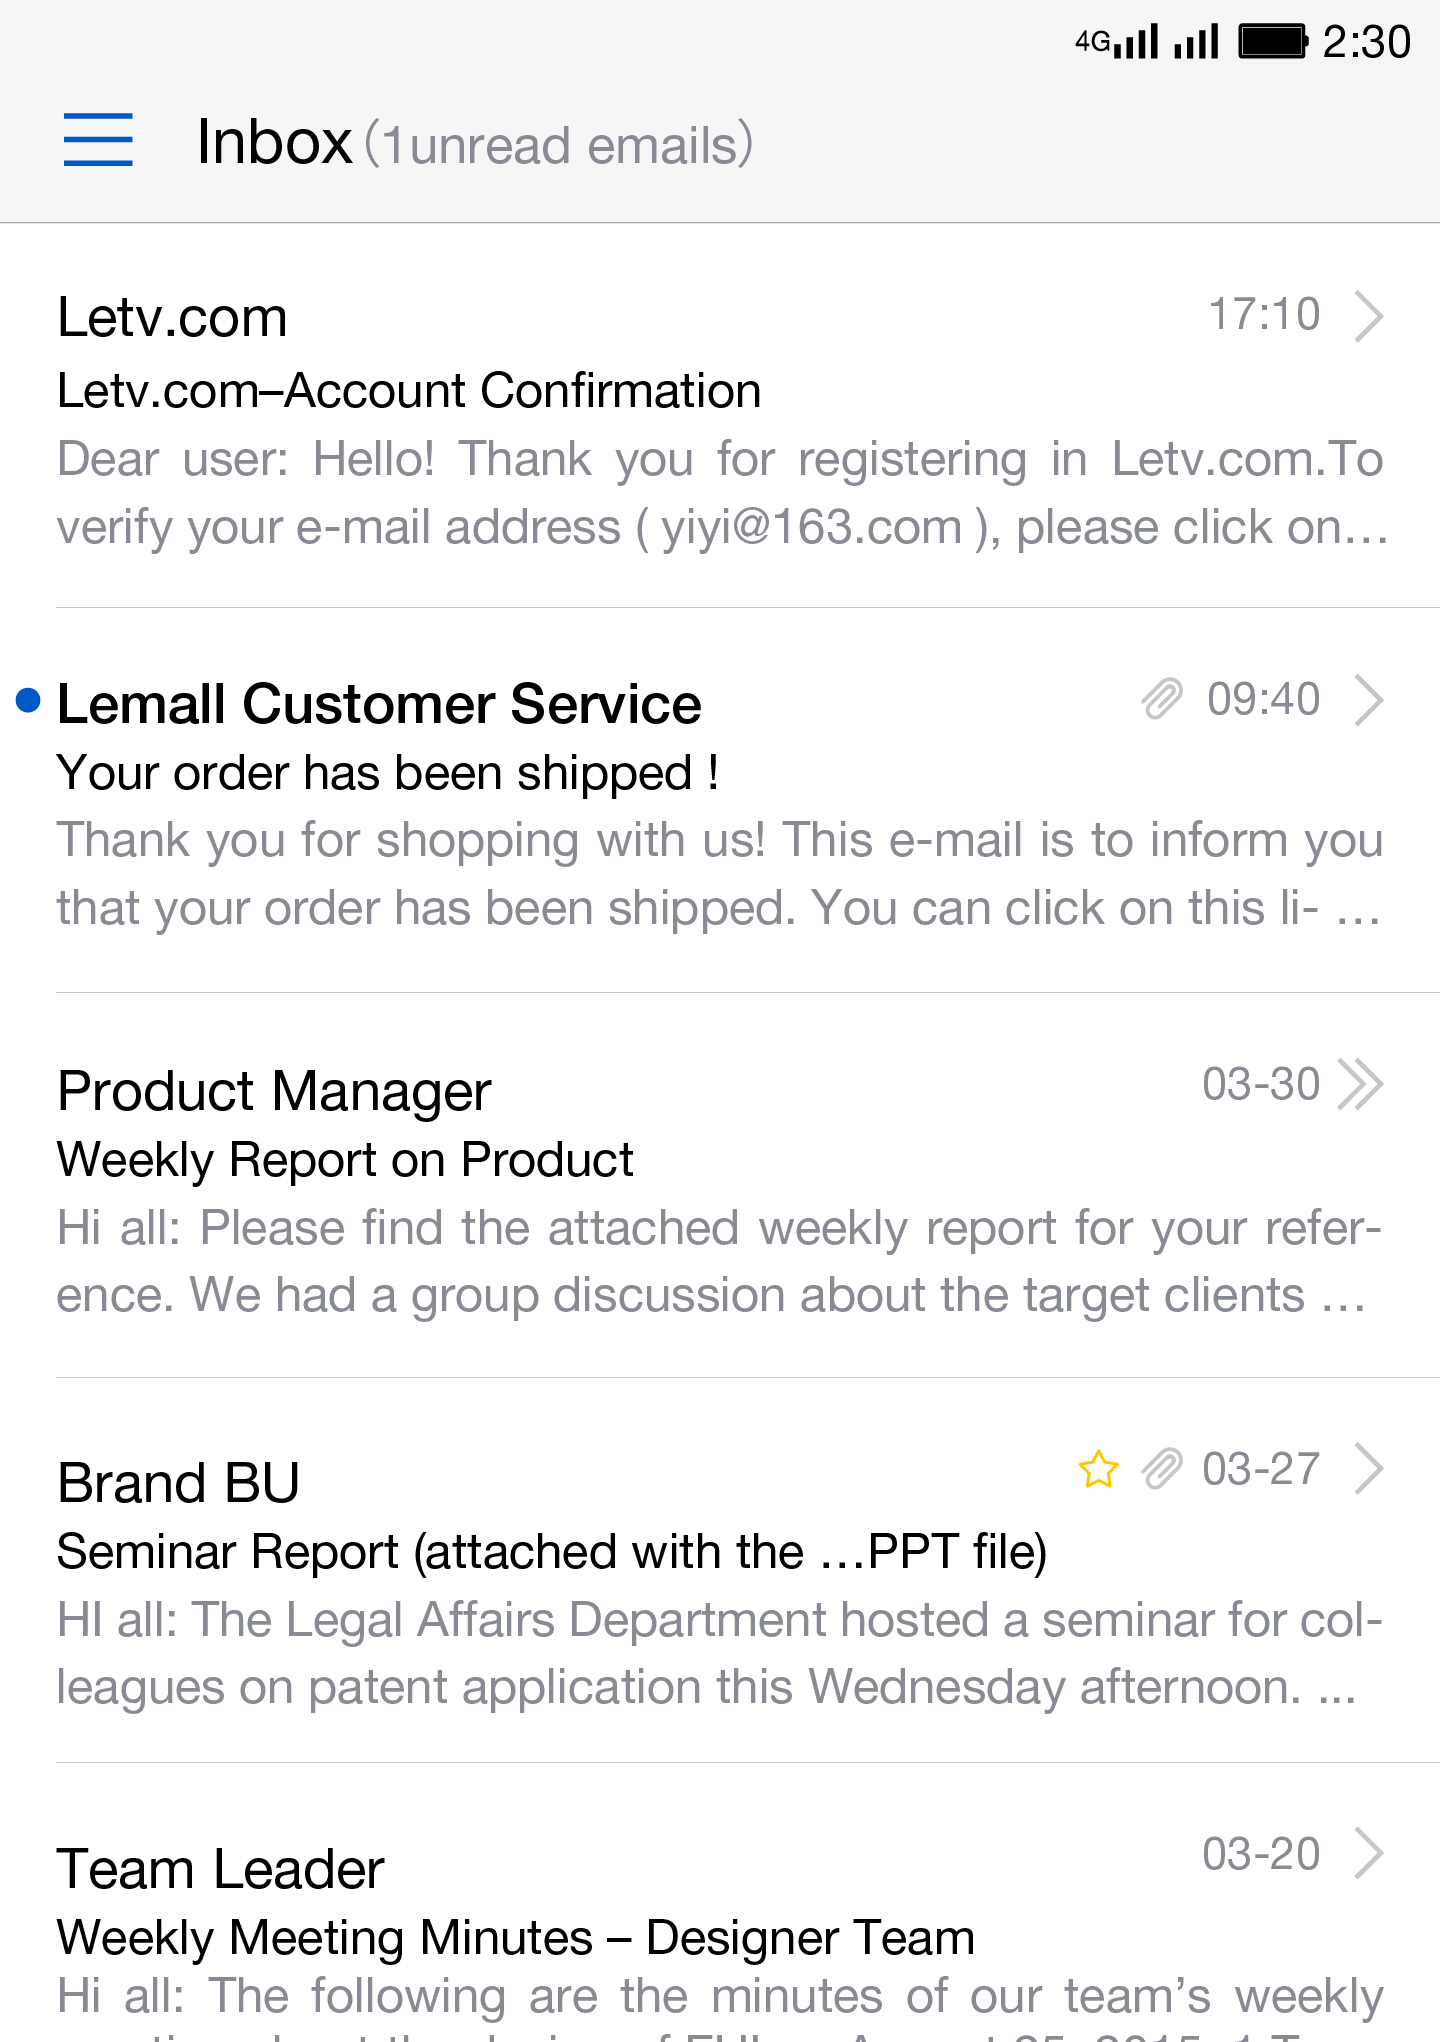 4G 2:30
Inbox (1unread emails)
Letv.com 17:10
Letv.com–Account Confirmation
Dear user: Hello! Thank you for registering in Letv.com.To
verify your e-mail address ( yiyi@163.com ), please click on...
Lemall Customer Service 09:40
Your order has been shipped !
Thank you for shopping with us! This e-mail is to inform you
that your order has been shipped. You can click on this li- ...
Product Manager 03-30
Weekly Report on Product
Hi all: Please find the attached weekly report for your refer-
ence. We had a group discussion about the target clients ...
Brand BU 03-27
Seminar Report (attached with the ...PPT file)
HI all: The Legal Affairs Department hosted a seminar for col-
leagues on patent application this Wednesday afternoon. ...
Team Leader 03-20
Weekly Meeting Minutes – Designer Team
Hi all: The following are the minutes of our team’s weekly